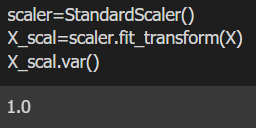 scaler=StandardScaler()
X_scal=scaler.fit_transform(X)
X_scal.var()
1.0